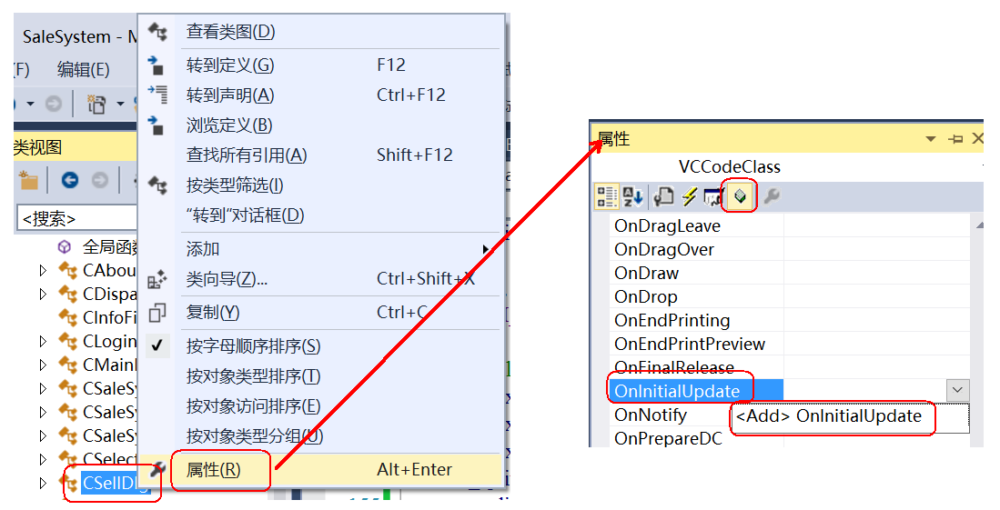 SaleSystem - M
(F) 编辑(E)
类视图
<搜索>
全局函数
CAbou
CDispa
CInfoFi
CLogin
CMainF
CSaleSy
CSaleSy
CSaleSy
CSelect
CSellDlg
查看类图(D)
转到定义(G) F12
转到声明(A) Ctrl+F12
浏览定义(B)
查找所有引用(A) Shift+F12
按类型筛选(I)
“转到”对话框(D)
添加
类向导(Z)... Ctrl+Shift+X
复制(Y) Ctrl+C
按字母顺序排序(S)
按对象类型排序(T)
按对象访问排序(E)
按对象类型分组(U)
属性(R) Alt+Enter
属性
VCCodeClass
OnDragLeave
OnDragOver
OnDraw
OnDrop
OnEndPrinting
OnEndPrintPreview
OnFinalRelease
OnInitialUpdate
OnNotify
<Add> OnInitialUpdate
OnPrepareDC